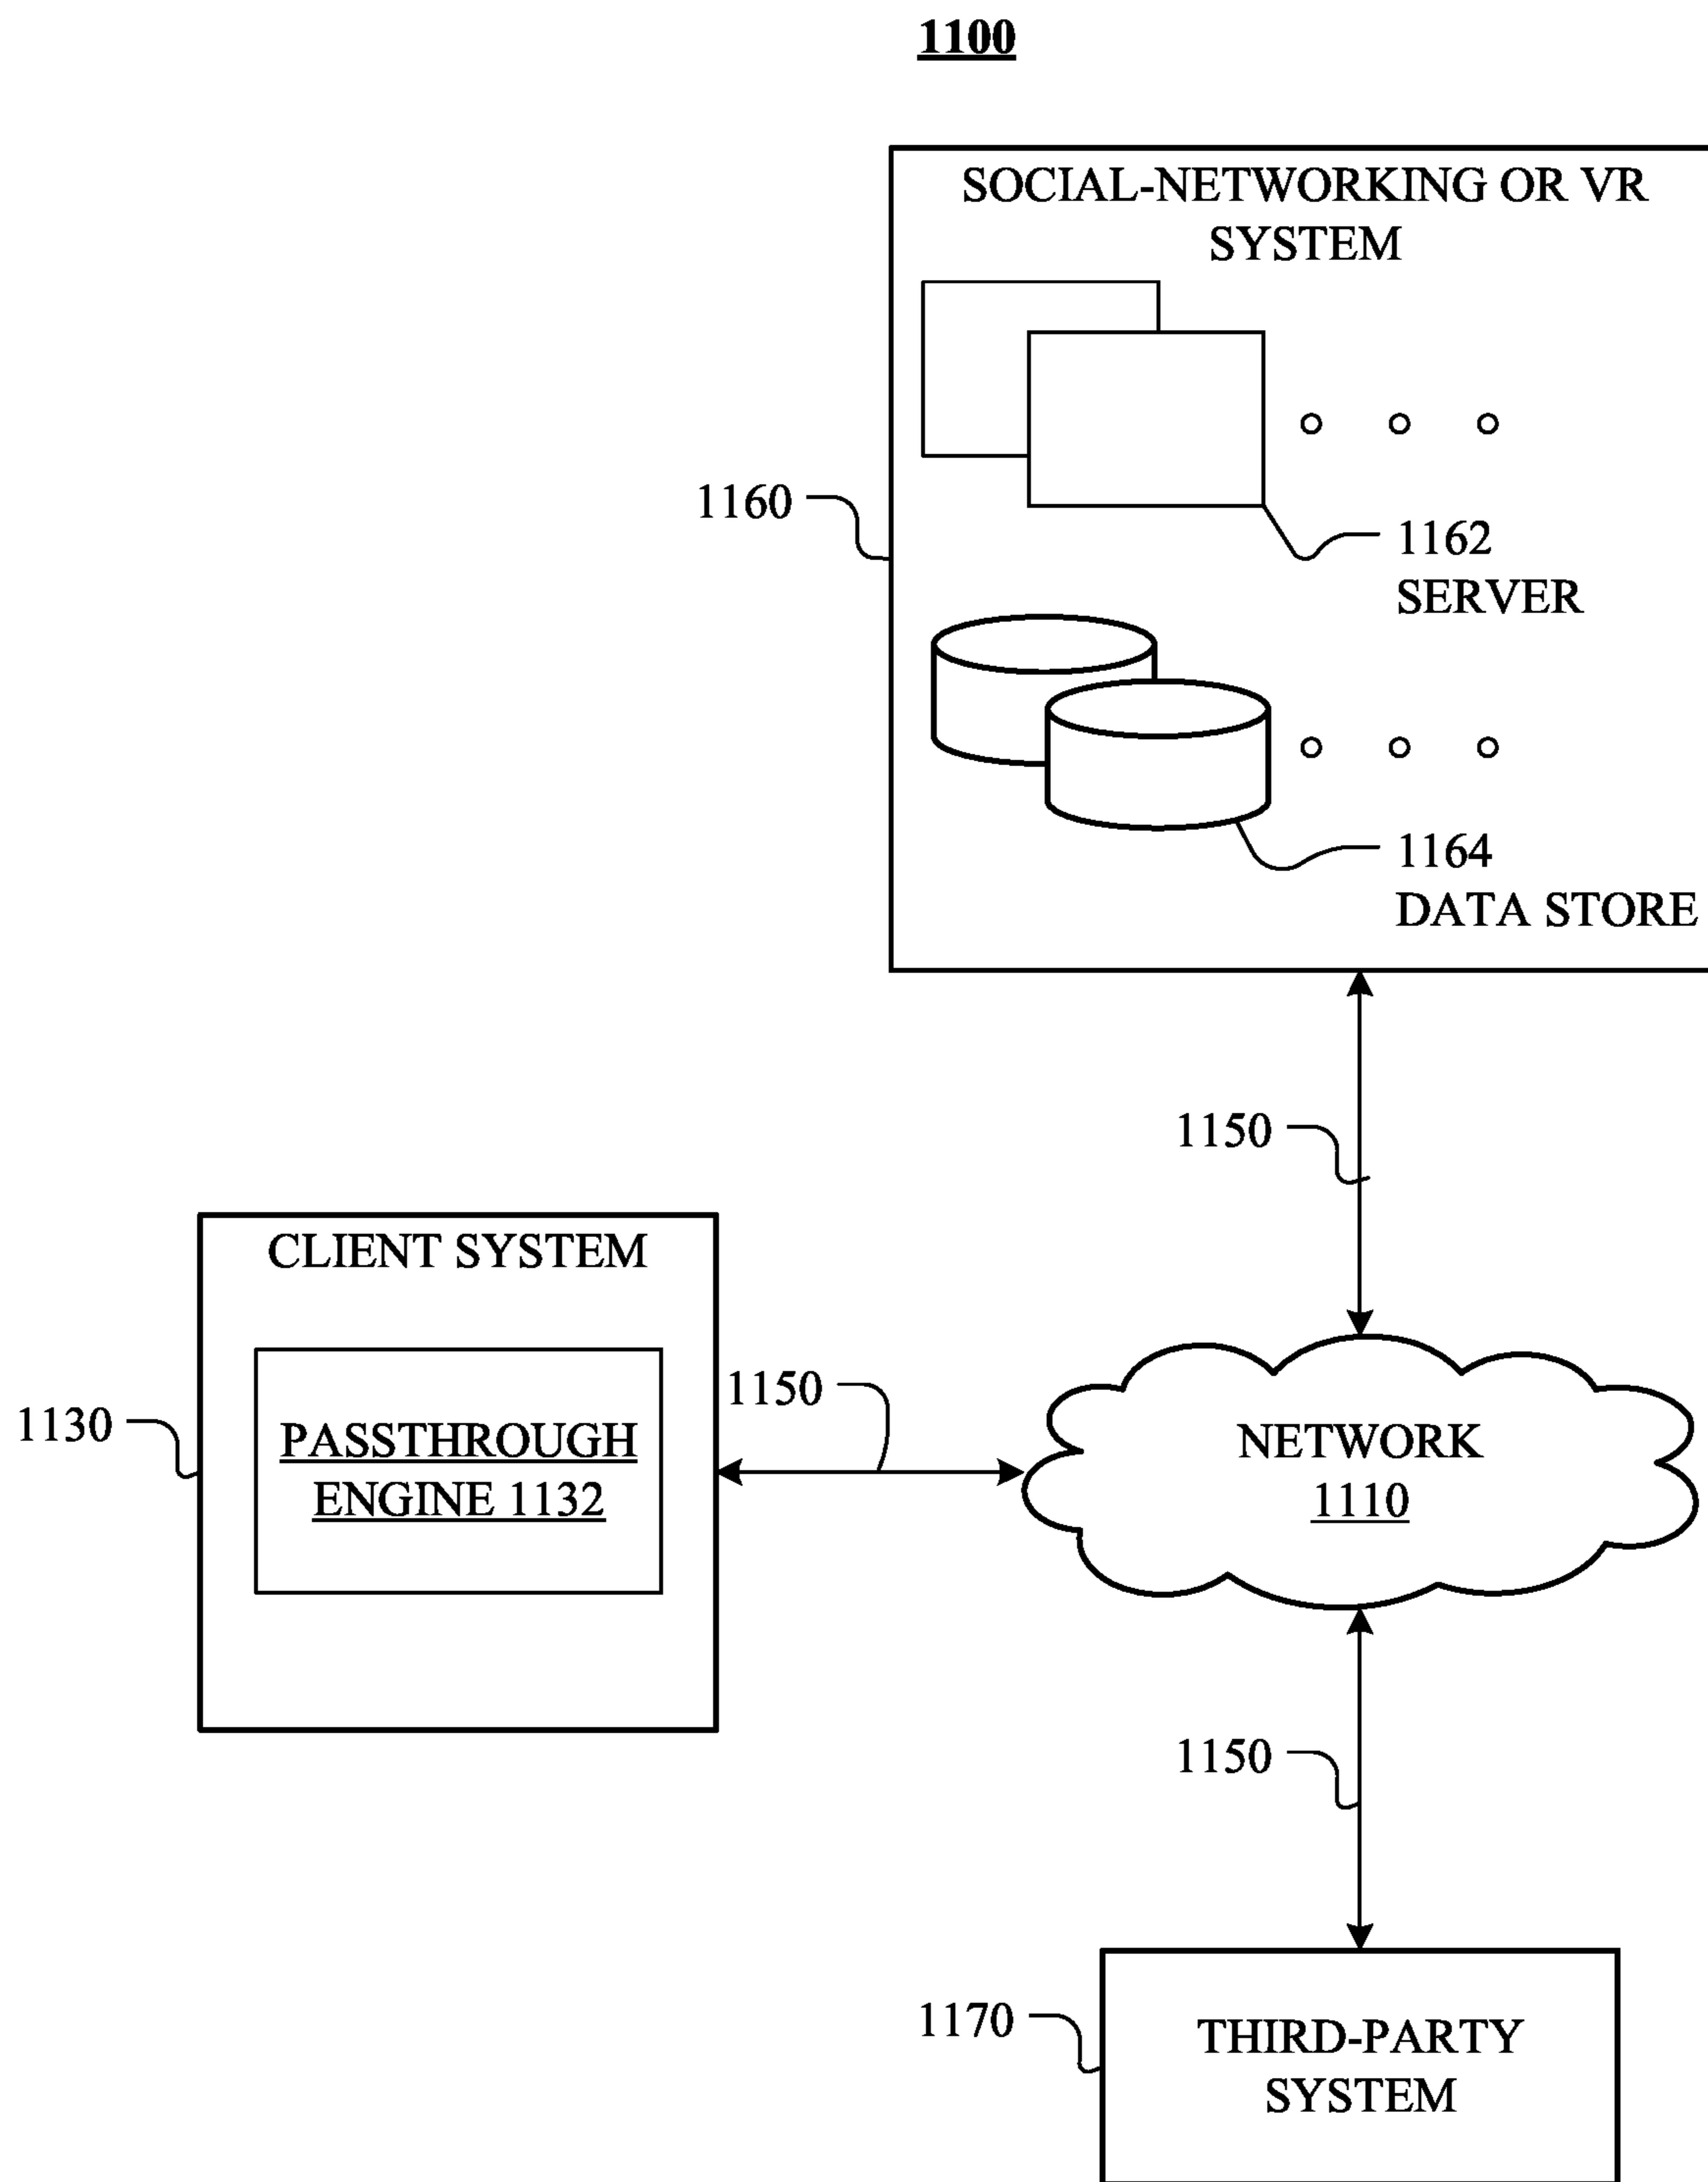 1100
SOCIAL-NETWORKING OR VR
SYSTEM
1160
1162
SERVER
1164
DATA STORE
1150
CLIENT SYSTEM
1130
PASSTHROUGH
ENGINE 1132
1150
NETWORK
1110
1150
1170
THIRD-PARTY
SYSTEM